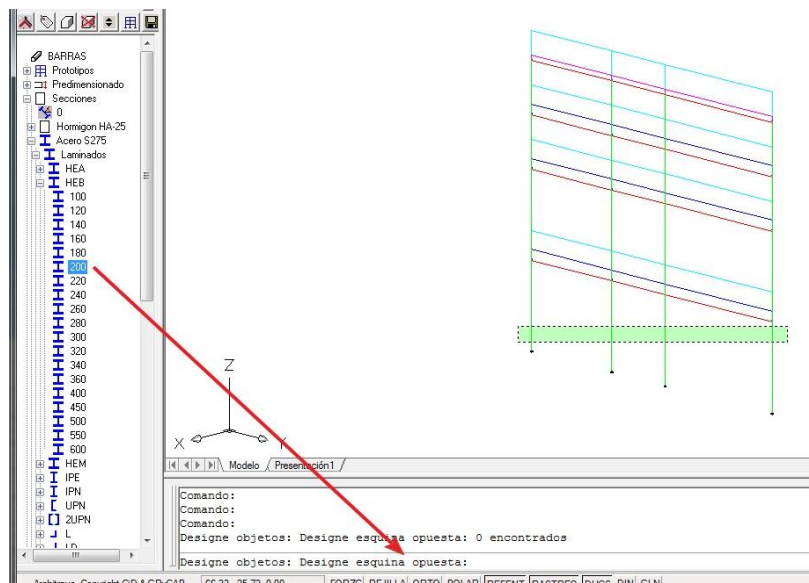 BARRAS
Prototipos
Predimensionado
Secciones
0
Hormigon HA-25
Acero S275
Laminados
HEA
HEB
100
120
140
160
180
200
220
240
260
280
300
320
340
360
400
450
500
550
600
HEM
IPE
IPN
UPN
2UPN
L
LD
Z
X
Y
Modelo
Presentación1
Comando:
Comando:
Comando:
Designe objetos: Designe esquina opuesta: 0 encontrados
Designe objetos: Designe esquina opuesta:
FORZC REJILLA ORTO POLAR REFENT RASTREO DUCS DIN GLN